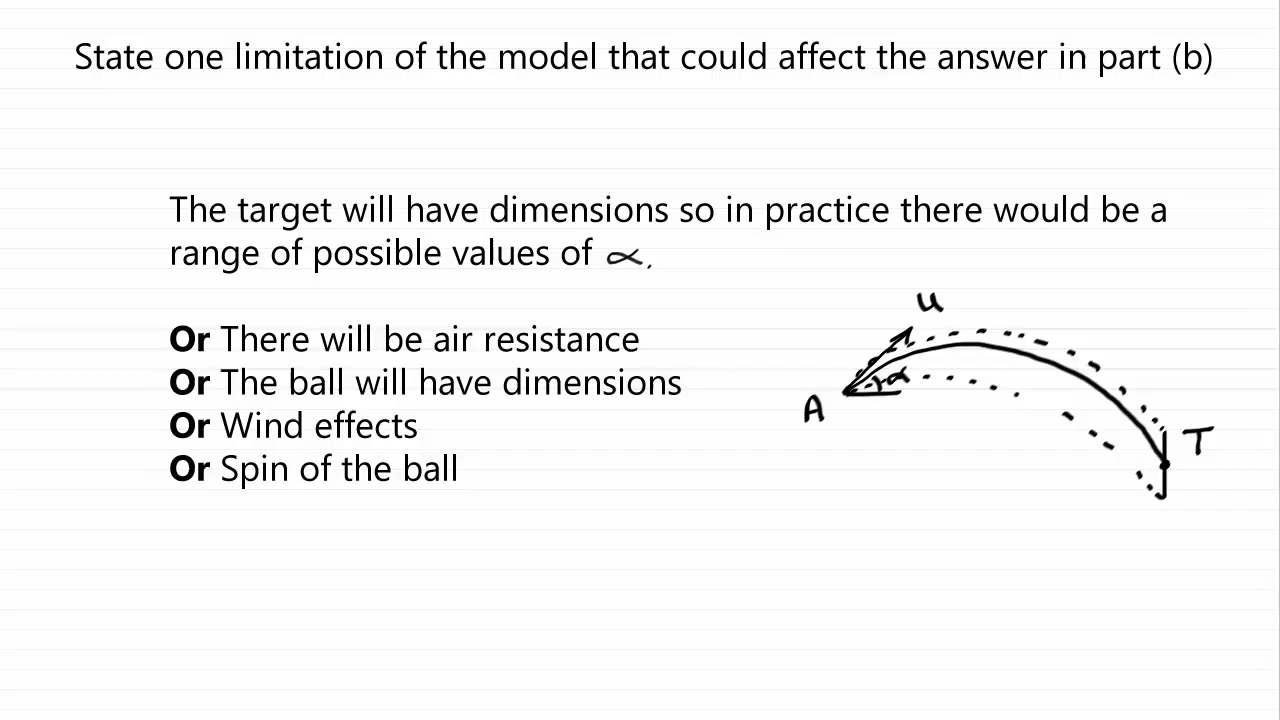 State one limitation of the model that could affect the answer in part (b)
The target will have dimensions so in practice there would be a
range of possible values of α.
Or There will be air resistance
Or The ball will have dimensions
Or Wind effects
Or Spin of the ball
u
α
A
T